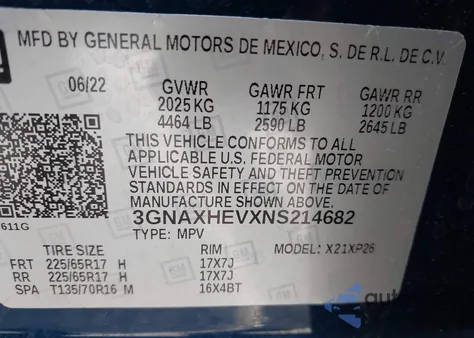 GM
MFD BY GENERAL MOTORS DE MEXICO, S. DE R.L. DE C.V
06/22 GVWR GAWR FRT GAWR RR
2025 KG 1175 KG 1200 KG
4464 LB 2590 LB 2645 LB
THIS VEHICLE CONFORMS TO ALL
APPLICABLE U.S. FEDERAL MOTOR
VEHICLE SAFETY AND THEFT PREVENTION
STANDARDS IN EFFECT ON THE DATE OF
MANUFACTURE SHOWN ABOVE.
3GNAXHEVXNS214682
611G TYPE: MPV
TIRE SIZE RIM MODEL: X21XP26
FRT 225/65R17 H 17X7J
RR 225/65R17 H 17X7J
SPA T135/70R16 M 16X4BT